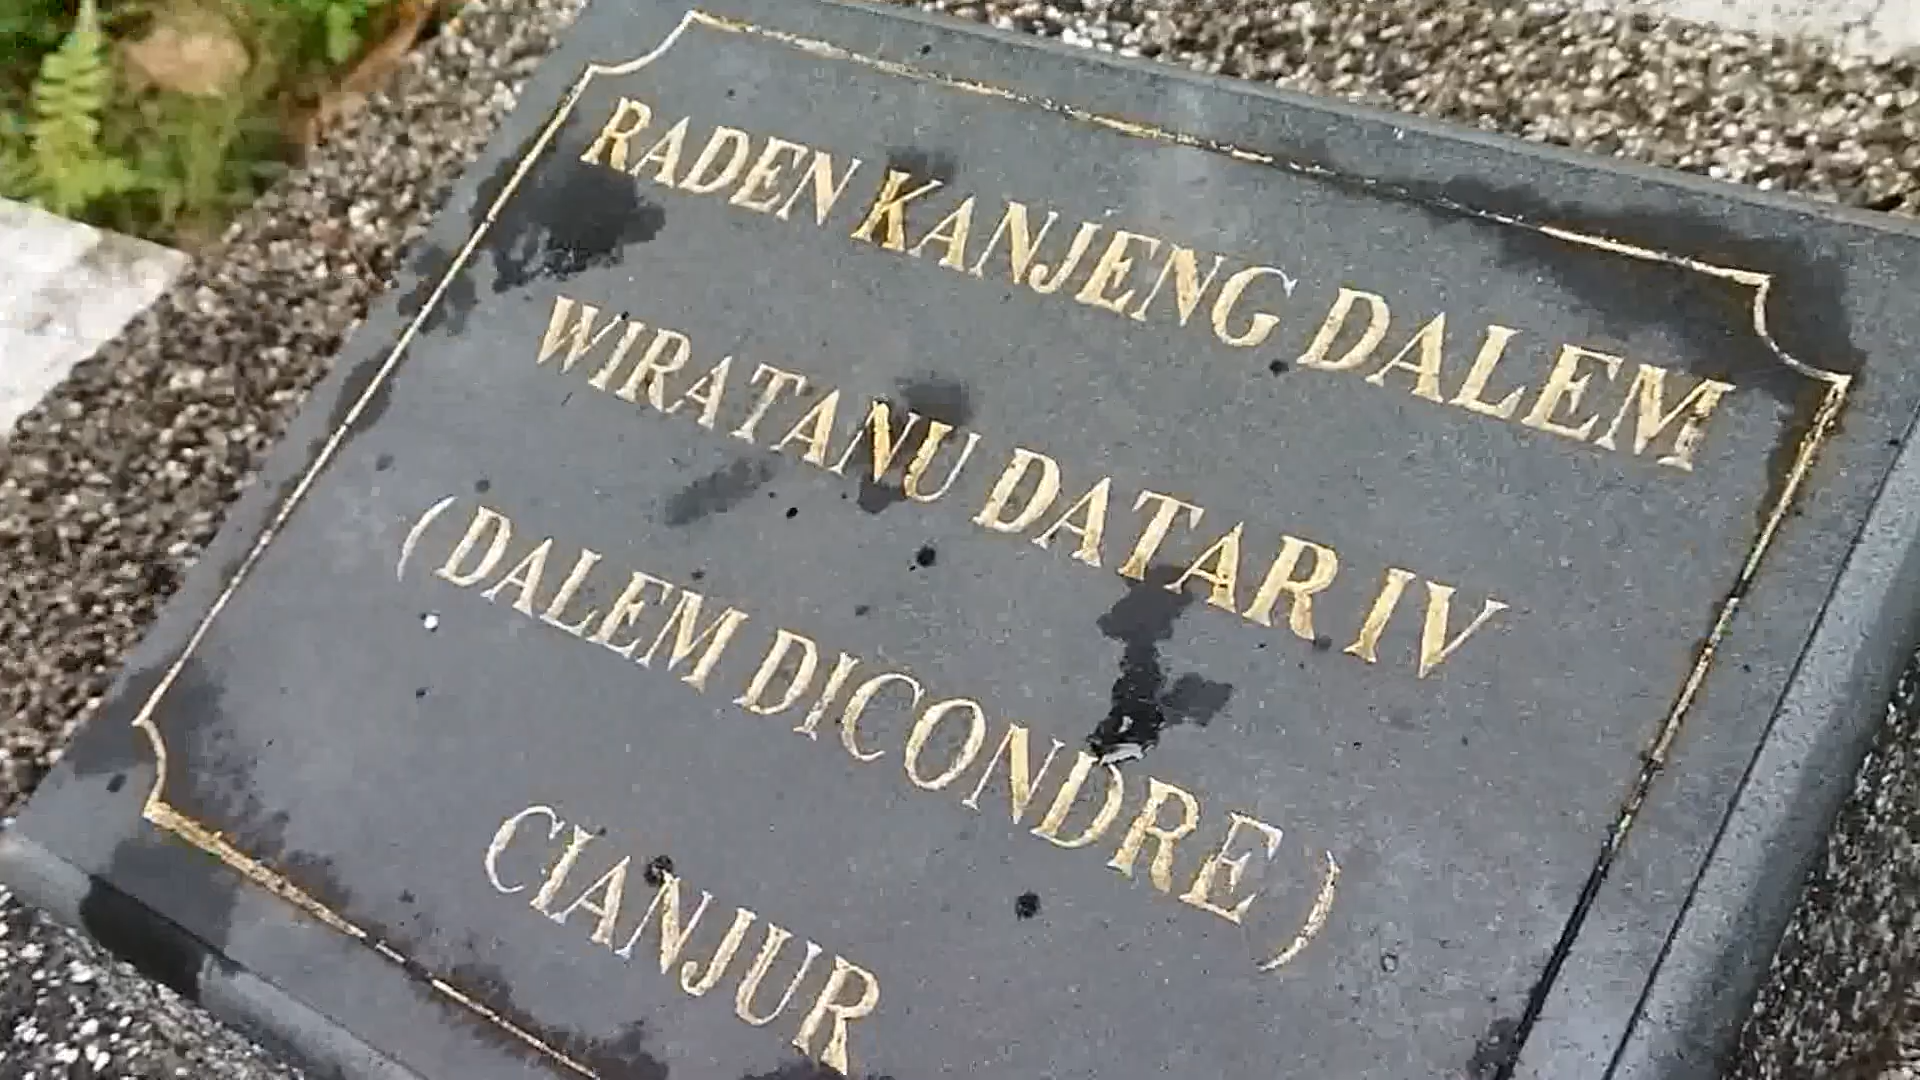 RADEN KANJENG DALEM
WIRATANU DATAR IV
( DALEM DICONDRE )
CIANJUR